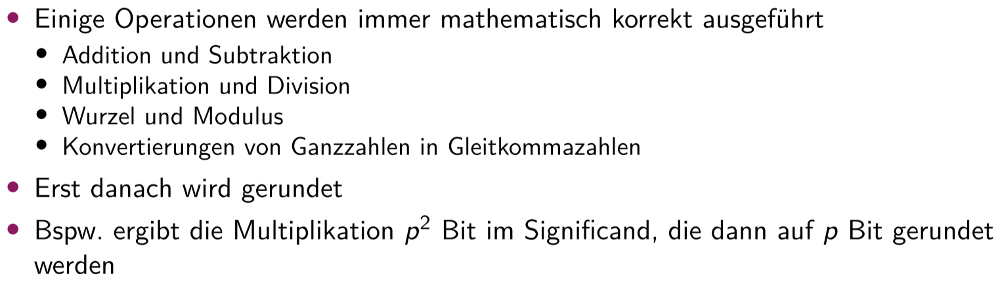 • Einige Operationen werden immer mathematisch korrekt ausgeführt
• Addition und Subtraktion
• Multiplikation und Division
• Wurzel und Modulus
• Konvertierungen von Ganzzahlen in Gleitkommazahlen
• Erst danach wird gerundet
• Bspw. ergibt die Multiplikation p² Bit im Significand, die dann auf p Bit gerundet
werden